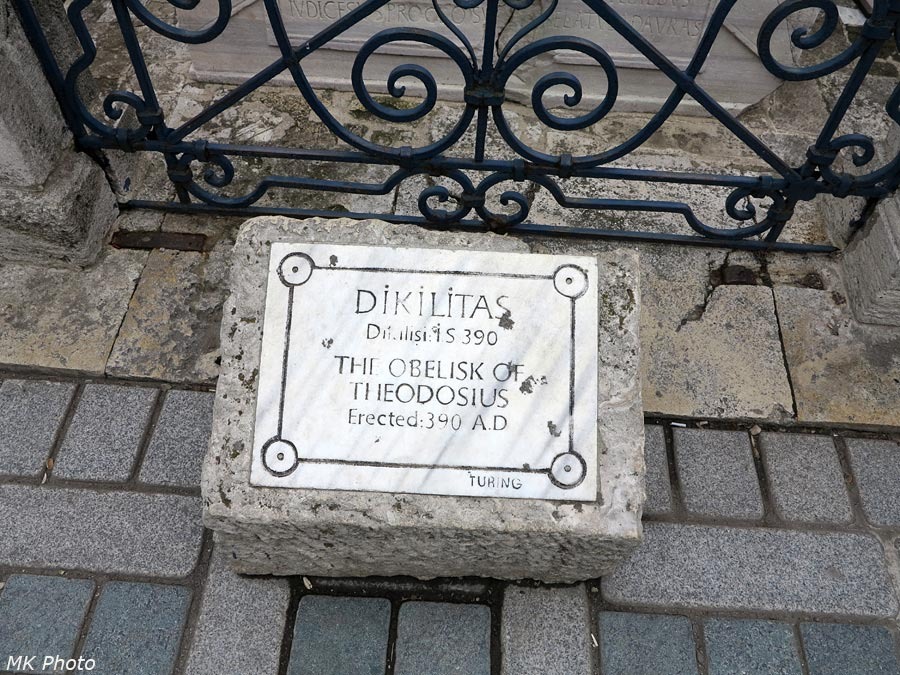 DİKİLİTAŞ
Dikilişi:İS 390
THE OBELISK OF
THEODOSIUS
Erected:390 A.D
TURING
MK Photo